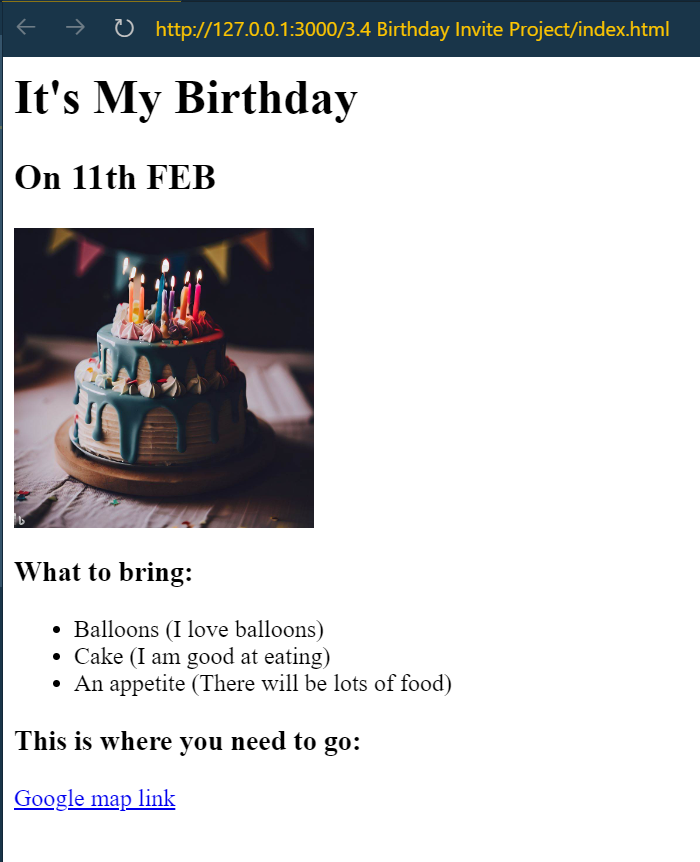 http://127.0.0.1:3000/3.4 Birthday Invite Project/index.html
It's My Birthday
On 11th FEB
What to bring:
Balloons (I love balloons)
Cake (I am good at eating)
An appetite (There will be lots of food)
This is where you need to go:
Google map link